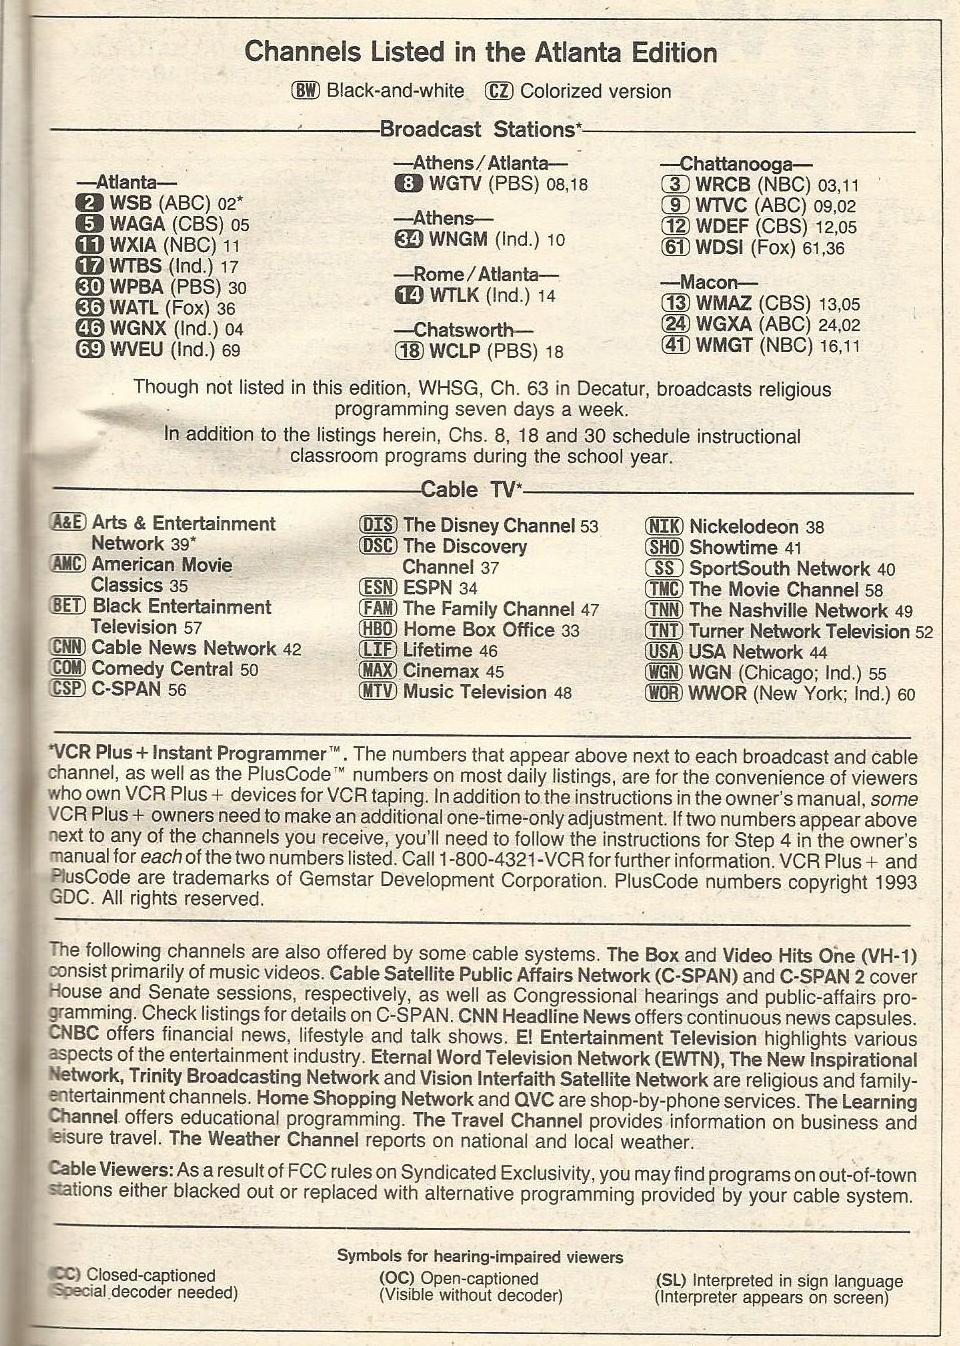 Channels Listed in the Atlanta Edition
BW Black-and-white CZ Colorized version
Broadcast Stations*
—Atlanta—
2 WSB (ABC) 02*
5 WAGA (CBS) 05
11 WXIA (NBC) 11
17 WTBS (Ind.) 17
30 WPBA (PBS) 30
36 WATL (Fox) 36
46 WGNX (Ind.) 04
69 WVEU (Ind.) 69
—Athens/Atlanta—
8 WGTV (PBS) 08,18
—Athens—
34 WNGM (Ind.) 10
—Rome/Atlanta—
14 WTLK (Ind.) 14
—Chatsworth—
18 WCLP (PBS) 18
—Chattanooga—
3 WRCB (NBC) 03,11
9 WTVC (ABC) 09,02
12 WDEF (CBS) 12,05
61 WDSI (Fox) 61,36
—Macon—
13 WMAZ (CBS) 13,05
24 WGXA (ABC) 24,02
41 WMGT (NBC) 16,11
Though not listed in this edition, WHSG, Ch. 63 in Decatur, broadcasts religious
programming seven days a week.
In addition to the listings herein, Chs. 8, 18 and 30 schedule instructional
classroom programs during the school year.
Cable TV*
A&E Arts & Entertainment
Network 39*
AMC American Movie
Classics 35
BET Black Entertainment
Television 57
CNN Cable News Network 42
COM Comedy Central 50
CSP C-SPAN 56
DIS The Disney Channel 53
DSC The Discovery
Channel 37
ESN ESPN 34
FAM The Family Channel 47
HBO Home Box Office 33
LIF Lifetime 46
MAX Cinemax 45
MTV Music Television 48
NIK Nickelodeon 38
SHO Showtime 41
SS SportSouth Network 40
TMC The Movie Channel 58
TNN The Nashville Network 49
TNT Turner Network Television 52
USA USA Network 44
WGN WGN (Chicago; Ind.) 55
WOR WWOR (New York; Ind.) 60
*VCR Plus+ Instant Programmer™. The numbers that appear above next to each broadcast and cable
channel, as well as the PlusCode™ numbers on most daily listings, are for the convenience of viewers
who own VCR Plus+ devices for VCR taping. In addition to the instructions in the owner's manual, some
VCR Plus+ owners need to make an additional one-time-only adjustment. If two numbers appear above
next to any of the channels you receive, you'll need to follow the instructions for Step 4 in the owner's
manual for each of the two numbers listed. Call 1-800-4321-VCR for further information. VCR Plus+ and
PlusCode are trademarks of Gemstar Development Corporation. PlusCode numbers copyright 1993
GDC. All rights reserved.
The following channels are also offered by some cable systems. The Box and Video Hits One (VH-1)
consist primarily of music videos. Cable Satellite Public Affairs Network (C-SPAN) and C-SPAN 2 cover
House and Senate sessions, respectively, as well as Congressional hearings and public-affairs pro-
gramming. Check listings for details on C-SPAN. CNN Headline News offers continuous news capsules.
CNBC offers financial news, lifestyle and talk shows. E! Entertainment Television highlights various
aspects of the entertainment industry. Eternal Word Television Network (EWTN), The New Inspirational
Network, Trinity Broadcasting Network and Vision Interfaith Satellite Network are religious and family-
entertainment channels. Home Shopping Network and QVC are shop-by-phone services. The Learning
Channel offers educational programming. The Travel Channel provides information on business and
leisure travel. The Weather Channel reports on national and local weather.
Cable Viewers: As a result of FCC rules on Syndicated Exclusivity, you may find programs on out-of-town
stations either blacked out or replaced with alternative programming provided by your cable system.
Symbols for hearing-impaired viewers
(CC) Closed-captioned
(Special decoder needed)
(OC) Open-captioned
(Visible without decoder)
(SL) Interpreted in sign language
(Interpreter appears on screen)